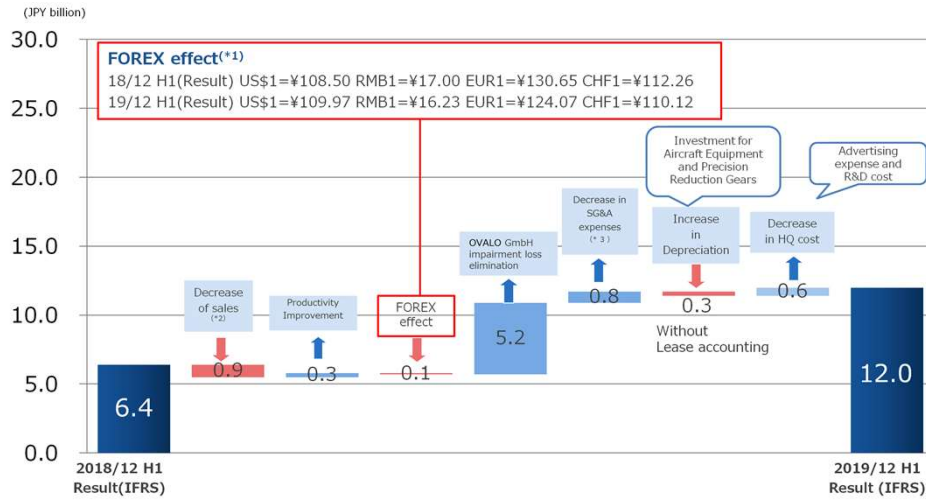 (JPY billion)
30.0
25.0
20.0
15.0
10.0
5.0
0.0
FOREX effect(*1)
18/12 H1(Result) US$1=¥108.50 RMB1=¥17.00 EUR1=¥130.65 CHF1=¥112.26
19/12 H1(Result) US$1=¥109.97 RMB1=¥16.23 EUR1=¥124.07 CHF1=¥110.12
6.4
Decrease
of sales
(*2)
0.9
Productivity
Improvement
0.3
FOREX
effect
0.1
OVALO GmbH
impairment loss
elimination
5.2
Decrease in
SG&A
expenses
(* 3 )
0.8
Investment for
Aircraft Equipment
and Precision
Reduction Gears
Increase
in
Depreciation
0.3
Without
Lease accounting
Advertising
expense and
R&D cost
Decrease
in HQ cost
0.6
12.0
2018/12 H1
Result(IFRS)
2019/12 H1
Result (IFRS)